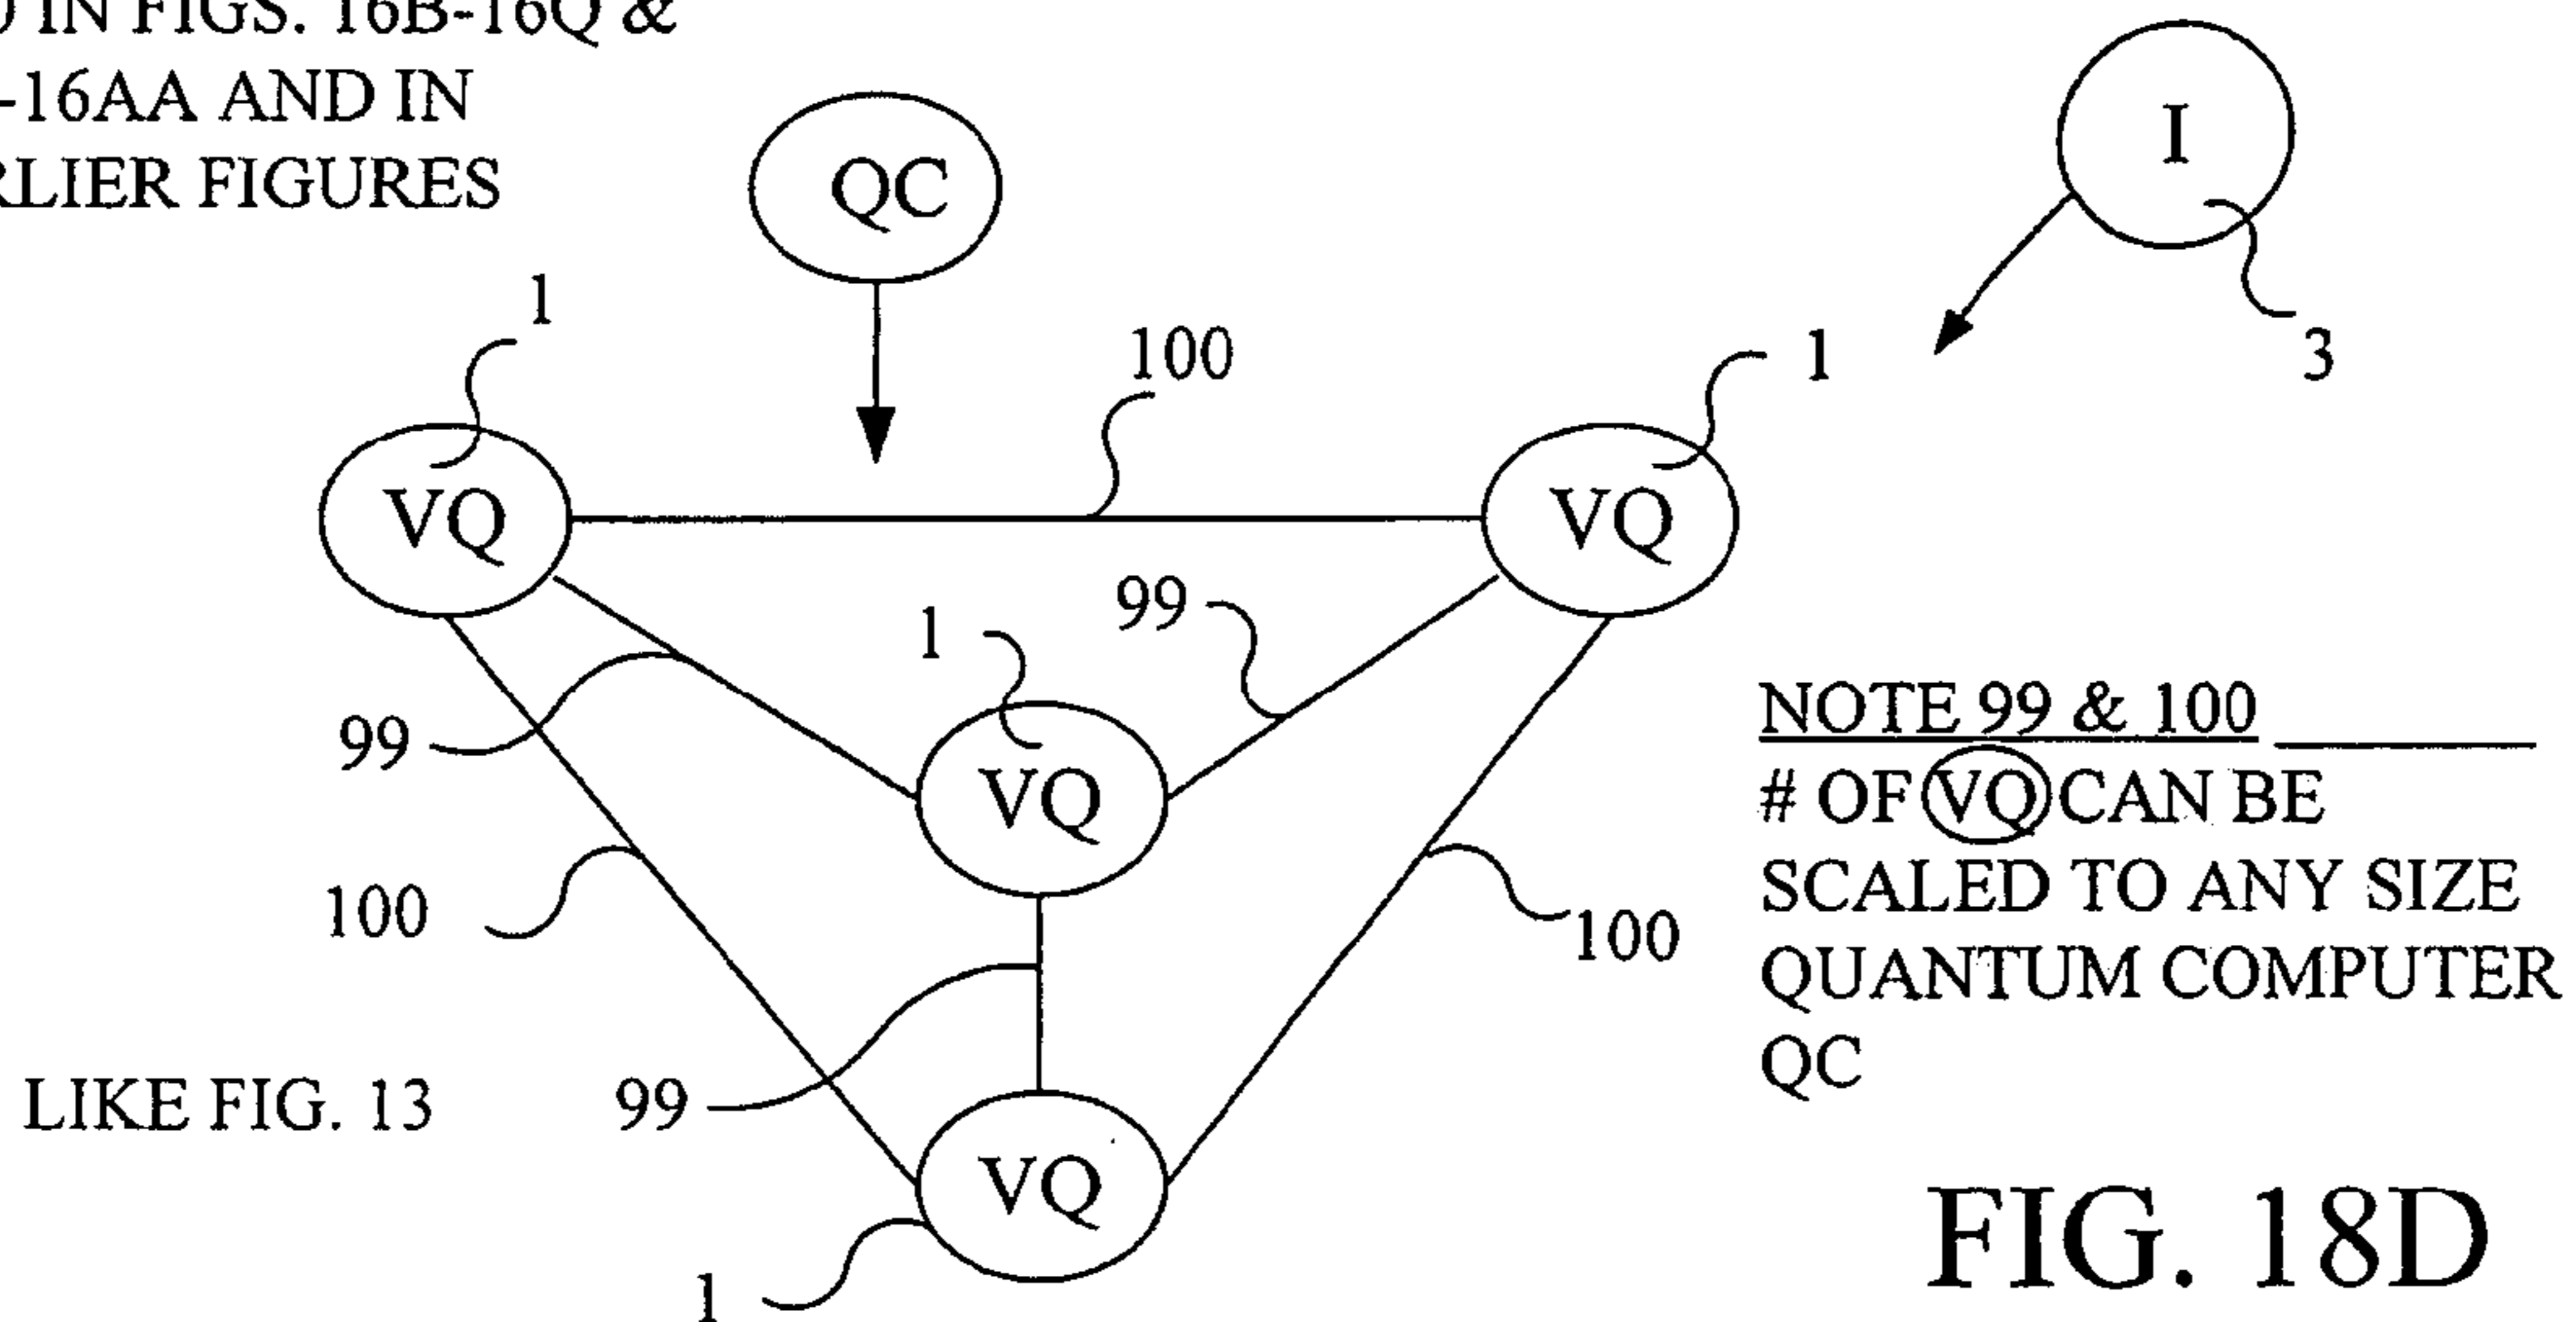 IN FIGS. 16B-16Q &
-16AA AND IN
RLIER FIGURES
QC
I
3
1
1
100
VQ
VQ
99
1
99
VQ
100
100
99
VQ
1
LIKE FIG. 13
NOTE 99 & 100
# OF VQ CAN BE
SCALED TO ANY SIZE
QUANTUM COMPUTER
QC
FIG. 18D